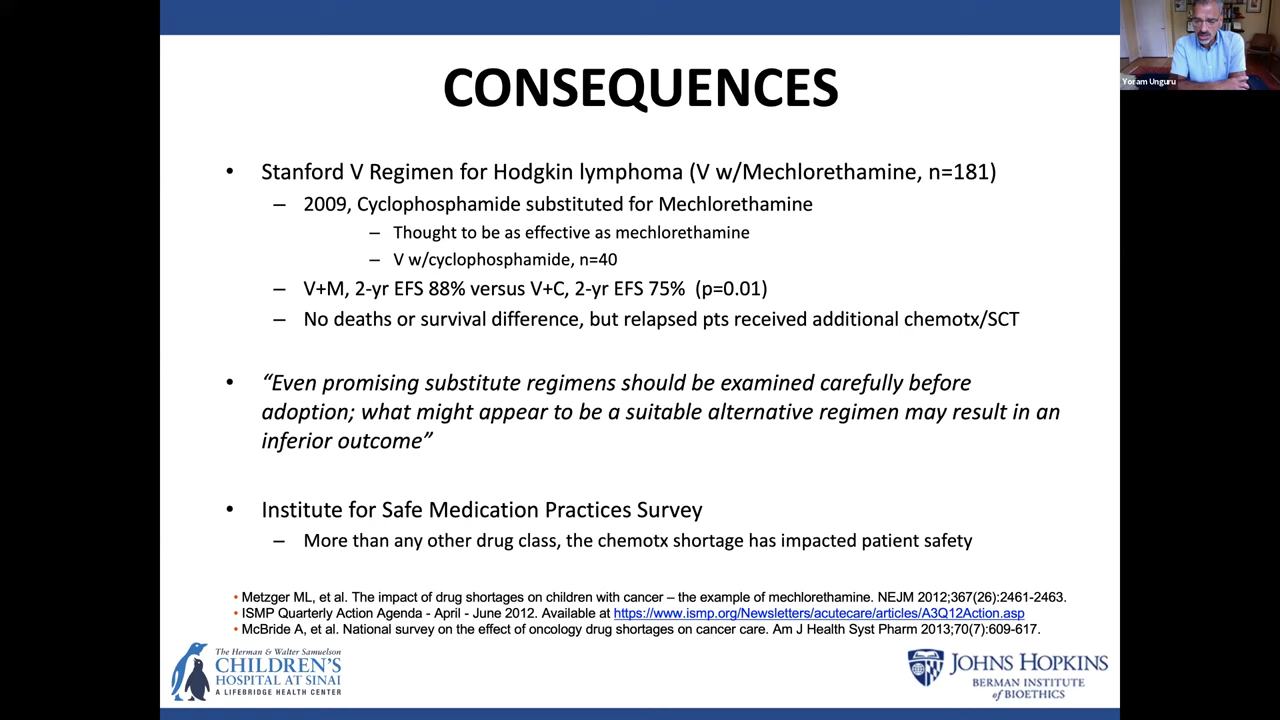 Yoram Unguru
CONSEQUENCES
• Stanford V Regimen for Hodgkin lymphoma (V w/Mechlorethamine, n=181)
– 2009, Cyclophosphamide substituted for Mechlorethamine
– Thought to be as effective as mechlorethamine
– V w/cyclophosphamide, n=40
– V+M, 2-yr EFS 88% versus V+C, 2-yr EFS 75% (p=0.01)
– No deaths or survival difference, but relapsed pts received additional chemotx/SCT
• “Even promising substitute regimens should be examined carefully before
adoption; what might appear to be a suitable alternative regimen may result in an
inferior outcome”
• Institute for Safe Medication Practices Survey
– More than any other drug class, the chemotx shortage has impacted patient safety
• Metzger ML, et al. The impact of drug shortages on children with cancer – the example of mechlorethamine. NEJM 2012;367(26):2461-2463.
• ISMP Quarterly Action Agenda - April - June 2012. Available at https://www.ismp.org/Newsletters/acutecare/articles/A3Q12Action.asp
• McBride A, et al. National survey on the effect of oncology drug shortages on cancer care. Am J Health Syst Pharm 2013;70(7):609-617.
The Herman & Walter Samuelson
CHILDREN'S
HOSPITAL AT SINAI
A LIFEBRIDGE HEALTH CENTER
JOHNS HOPKINS
BERMAN INSTITUTE
of BIOETHICS